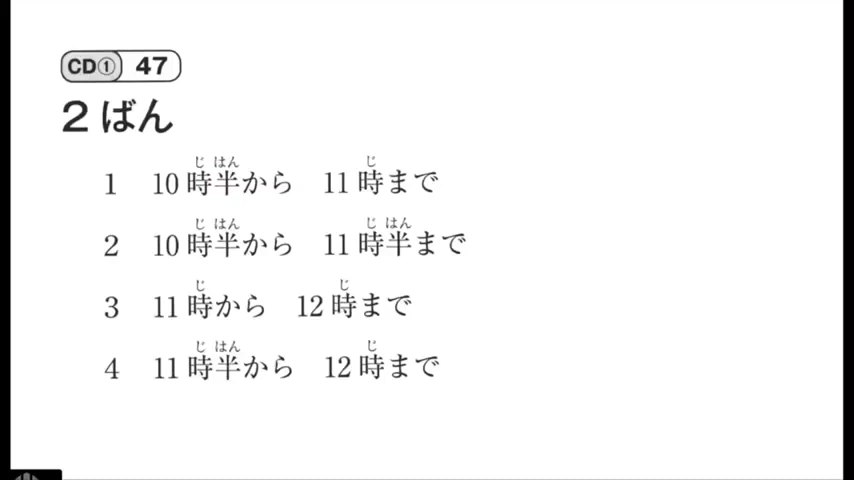 CD① 47
2ばん
1 10時半から 11時まで
2 10時半から 11時半まで
3 11時から 12時まで
4 11時半から 12時まで